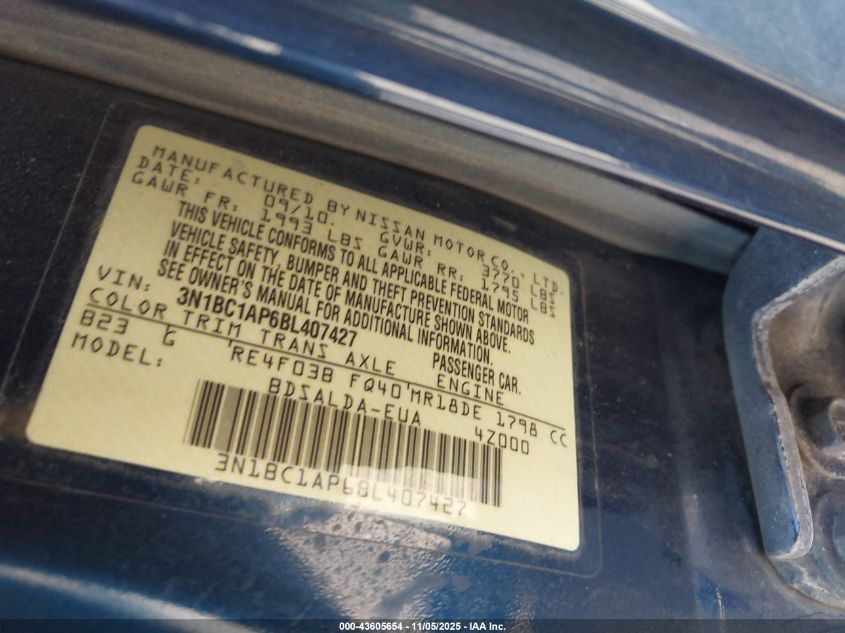 MANUFACTURED BY NISSAN MOTOR CO., LTD.
DATE: 09/10. GVWR: 3770 LBS
GAWR FR: 1993 LBS GAWR RR: 1795 LBS
THIS VEHICLE CONFORMS TO ALL APPLICABLE FEDERAL MOTOR
VEHICLE SAFETY, BUMPER AND THEFT PREVENTION STANDARDS
IN EFFECT ON THE DATE OF MANUFACTURE SHOWN ABOVE.
SEE OWNER'S MANUAL FOR ADDITIONAL INFORMATION.
VIN: 3N1BC1AP6BL407427 PASSENGER CAR.
COLOR TRIM TRANS AXLE ENGINE
B23 G RE4F03B FQ40 MR18DE 1798 CC
MODEL: BDSALDA-EUA 4Z000
3N1BC1AP6BL407427
000-43605654 - 11/05/2025 - IAA Inc.